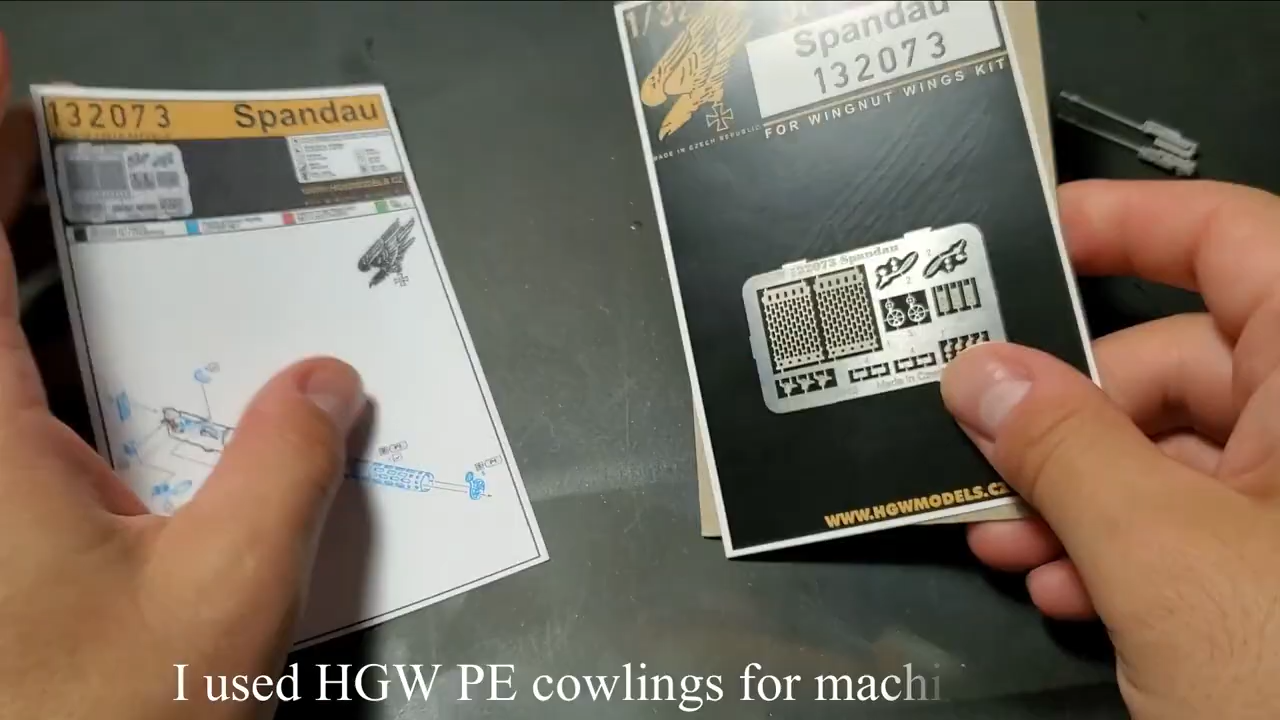 132073 Spandau
WWW.HGWMODELS.CZ
1/32
Spandau
132073
FOR WINGNUT WINGS KIT
MADE IN CZECH REPUBLIC
132073 Spandau
Made in Cze
WWW.HGWMODELS.CZ
I used HGW PE cowlings for machi